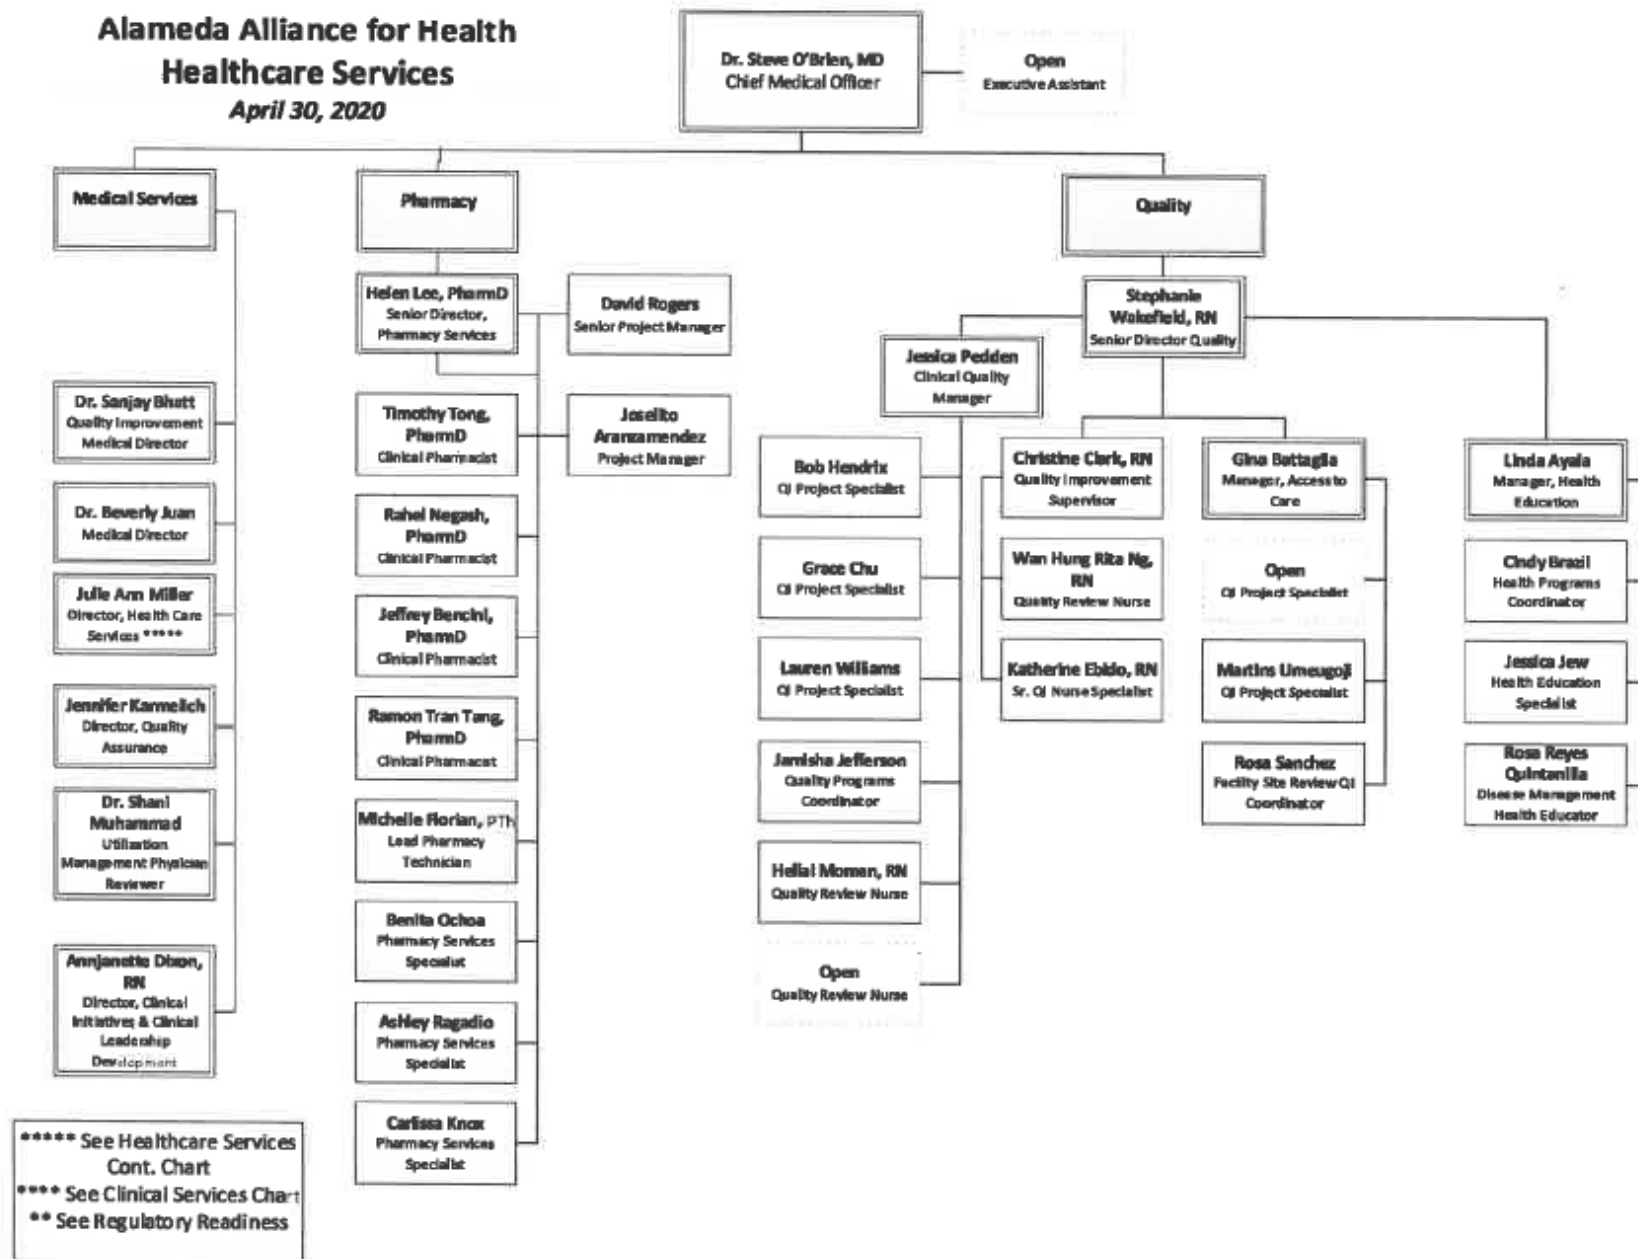 Alameda Alliance for Health
Healthcare Services
April 30, 2020
Dr. Steve O'Brien, MD
Chief Medical Officer
Open
Executive Assistant
Medical Services
Dr. Sanjay Bhatt
Quality Improvement
Medical Director
Dr. Beverly Juan
Medical Director
Julie Ann Miller
Director, Health Care
Services *****
Jennifer Karmelich
Director, Quality
Assurance
Dr. Shani
Muhammad
Utilization
Management Physician
Reviewer
Annjanette Dixon,
RN
Director, Clinical
Initiatives & Clinical
Leadership
Development
Pharmacy
Helen Lee, PharmD
Senior Director,
Pharmacy Services
David Rogers
Senior Project Manager
Timothy Tong,
PharmD
Clinical Pharmacist
Joselito
Aranzamendez
Project Manager
Rahel Negash,
PharmD
Clinical Pharmacist
Jeffrey Bencini,
PharmD
Clinical Pharmacist
Ramon Tran Tang,
PharmD
Clinical Pharmacist
Michelle Florian, PTh
Lead Pharmacy
Technician
Benita Ochoa
Pharmacy Services
Specialist
Ashley Ragadio
Pharmacy Services
Specialist
Carlissa Knox
Pharmacy Services
Specialist
Quality
Stephanie
Wakefield, RN
Senior Director Quality
Jessica Pedden
Clinical Quality
Manager
Bob Hendrix
QI Project Specialist
Grace Chu
QI Project Specialist
Lauren Williams
QI Project Specialist
Jamisha Jefferson
Quality Programs
Coordinator
Hellai Moman, RN
Quality Review Nurse
Open
Quality Review Nurse
Christine Clark, RN
Quality Improvement
Supervisor
Wan Hung Rita Ng,
RN
Quality Review Nurse
Katherine Ebido, RN
Sr. QI Nurse Specialist
Gina Battaglia
Manager, Access to
Care
Open
QI Project Specialist
Martins Umeugoji
QI Project Specialist
Rosa Sanchez
Facility Site Review QI
Coordinator
Linda Ayala
Manager, Health
Education
Cindy Brazil
Health Programs
Coordinator
Jessica Jew
Health Education
Specialist
Rosa Reyes
Quintanilla
Disease Management
Health Educator
***** See Healthcare Services
Cont. Chart
**** See Clinical Services Chart
** See Regulatory Readiness